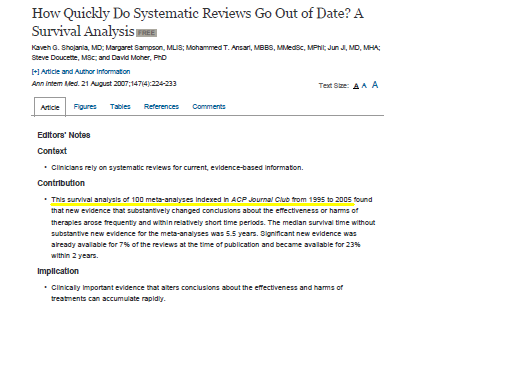 How Quickly Do Systematic Reviews Go Out of Date? A
Survival Analysis FREE
Kaveh G. Shojania, MD; Margaret Sampson, MLIS; Mohammed T. Ansari, MBBS, MMedSc, MPhil; Jun Ji, MD, MHA;
Steve Doucette, MSc; and David Moher, PhD
[+] Article and Author Information
Ann Intern Med. 21 August 2007;147(4):224-233
Text Size: A A A
Article Figures Tables References Comments
Editors' Notes
Context
• Clinicians rely on systematic reviews for current, evidence-based information.
Contribution
• This survival analysis of 100 meta-analyses indexed in ACP Journal Club from 1995 to 2005 found
that new evidence that substantively changed conclusions about the effectiveness or harms of
therapies arose frequently and within relatively short time periods. The median survival time without
substantive new evidence for the meta-analyses was 5.5 years. Significant new evidence was
already available for 7% of the reviews at the time of publication and became available for 23%
within 2 years.
Implication
• Clinically important evidence that alters conclusions about the effectiveness and harms of
treatments can accumulate rapidly.